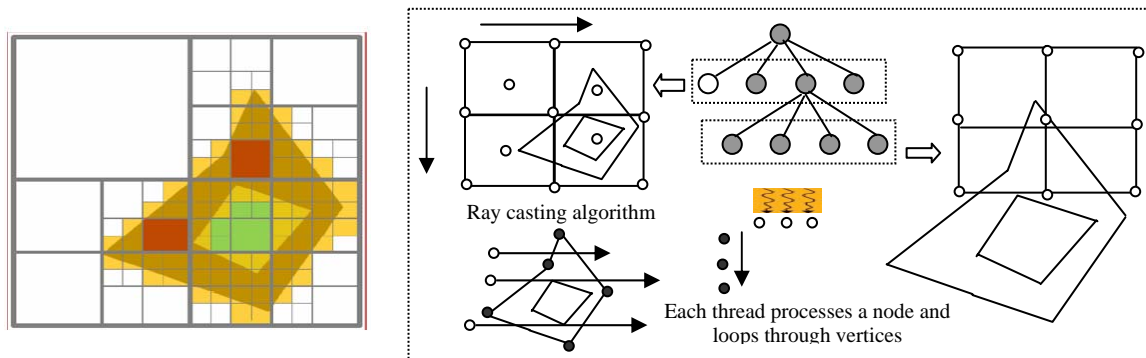 Ray casting algorithm
Each thread processes a node and
loops through vertices